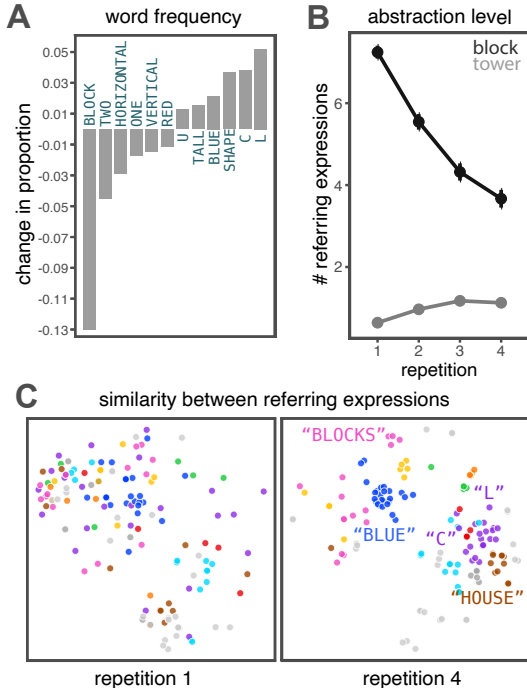 A
word frequency
change in proportion
0.05
0.03
0.01
-0.01
-0.03
-0.05
-0.07
-0.09
-0.11
-0.13
BLOCK
TWO
HORIZONTAL
ONE
VERTICAL
RED
U
TALL
BLUE
SHAPE
C
L
B
abstraction level
block
tower
# referring expressions
6
4
2
1 2 3 4
repetition
C
similarity between referring expressions
“BLOCKS”
“BLUE”
“L”
“C”
“HOUSE”
repetition 1
repetition 4